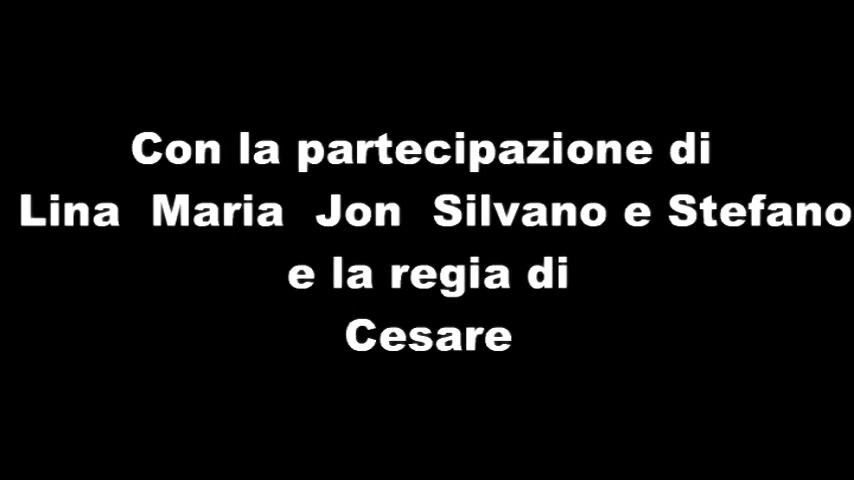 Con la partecipazione di
Lina Maria Jon Silvano e Stefano
e la regia di
Cesare